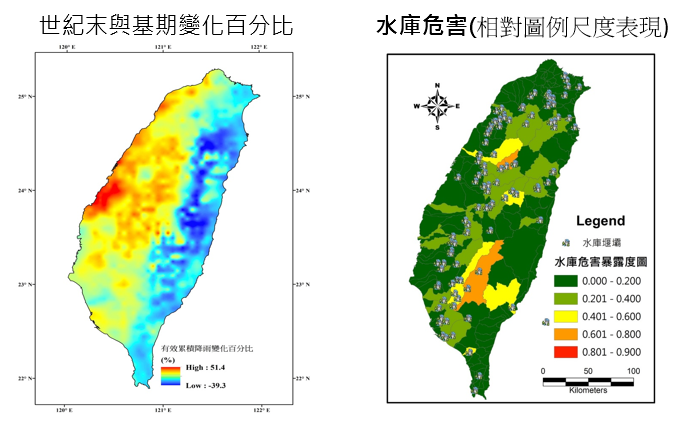 世紀末與基期變化百分比
水庫危害(相對圖例尺度表現)
120° E
121° E
122° E
25° N
24° N
23° N
22° N
有效累積降雨變化百分比
(%)
High : 51.4
Low : -39.3
120° E
121° E
122° E
25° N
24° N
23° N
22° N
N
W
E
S
Legend
水庫堰壩
水庫危害暴露度圖
0.000 - 0.200
0.201 - 0.400
0.401 - 0.600
0.601 - 0.800
0.801 - 0.900
0
50
100
Kilometers